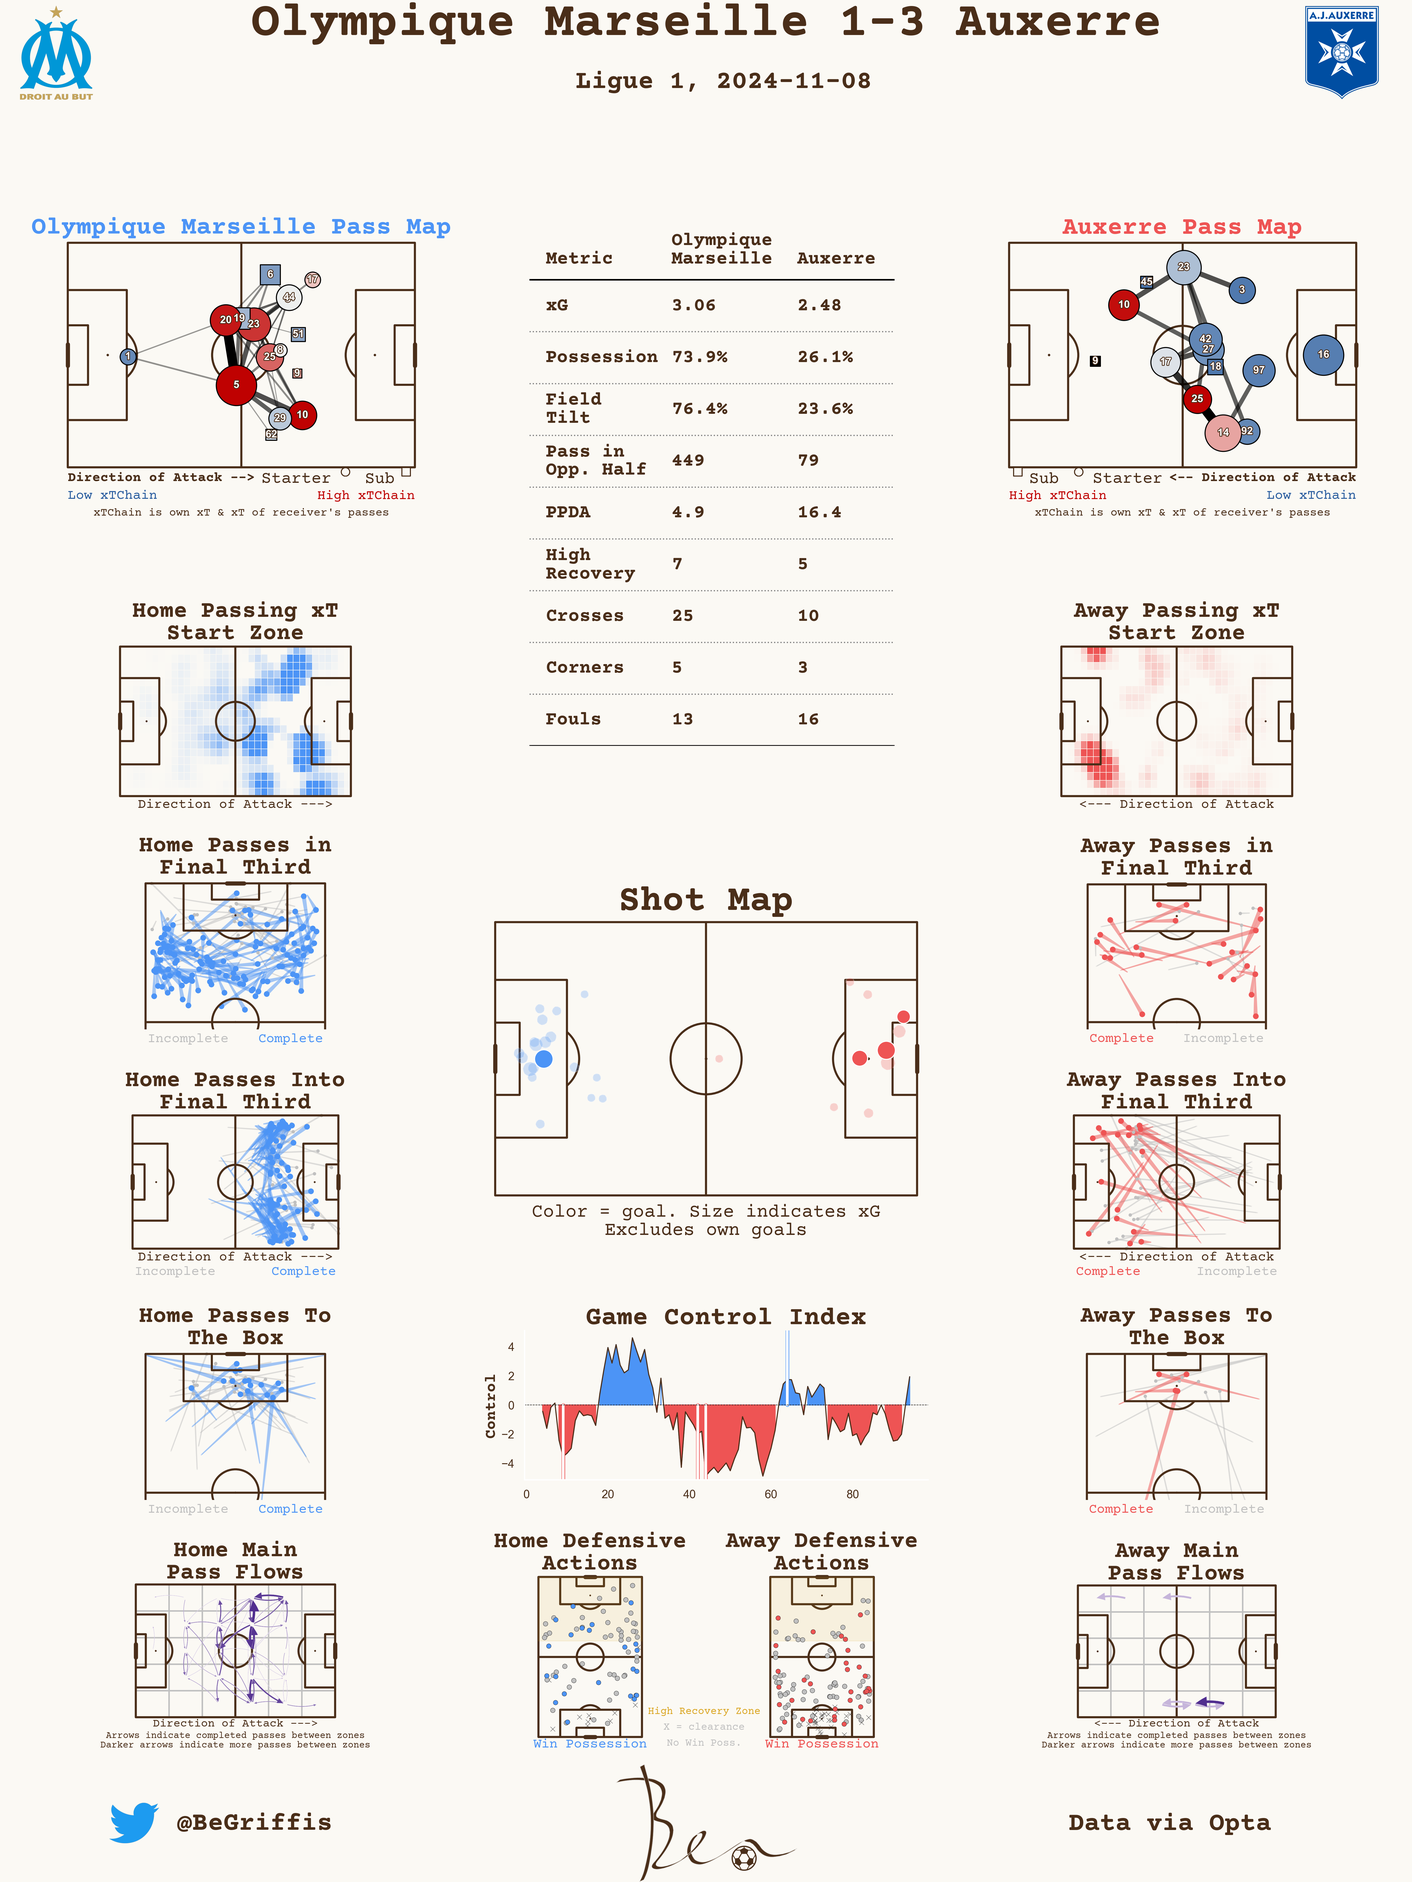 Olympique Marseille 1-3 Auxerre
Ligue 1, 2024-11-08
DROIT AU BUT
A.J.AUXERRE
Olympique Marseille Pass Map
6
17
44
20
19
23
51
8
25
1
9
5
10
29
62
Direction of Attack --> Starter Sub
Low xTChain High xTChain
xTChain is own xT & xT of receiver's passes
Metric Olympique Marseille Auxerre
xG 3.06 2.48
Possession 73.9% 26.1%
Field Tilt 76.4% 23.6%
Pass in Opp. Half 449 79
PPDA 4.9 16.4
High Recovery 7 5
Crosses 25 10
Corners 5 3
Fouls 13 16
Auxerre Pass Map
23
45
3
10
42
27
16
9
17
18
97
25
14
92
Sub Starter <-- Direction of Attack
High xTChain Low xTChain
xTChain is own xT & xT of receiver's passes
Home Passing xT
Start Zone
Direction of Attack --->
Away Passing xT
Start Zone
<--- Direction of Attack
Home Passes in
Final Third
Incomplete Complete
Away Passes in
Final Third
Complete Incomplete
Shot Map
Color = goal. Size indicates xG
Excludes own goals
Home Passes Into
Final Third
Direction of Attack --->
Incomplete Complete
Away Passes Into
Final Third
<--- Direction of Attack
Complete Incomplete
Home Passes To
The Box
Incomplete Complete
Game Control Index
Control
4
2
0
−2
−4
0 20 40 60 80
Away Passes To
The Box
Complete Incomplete
Home Main
Pass Flows
Direction of Attack --->
Arrows indicate completed passes between zones
Darker arrows indicate more passes between zones
Home Defensive
Actions
Win Possession
High Recovery Zone
X = clearance
No Win Poss.
Away Defensive
Actions
Win Possession
Away Main
Pass Flows
<--- Direction of Attack
Arrows indicate completed passes between zones
Darker arrows indicate more passes between zones
@BeGriffis
Ben
Data via Opta